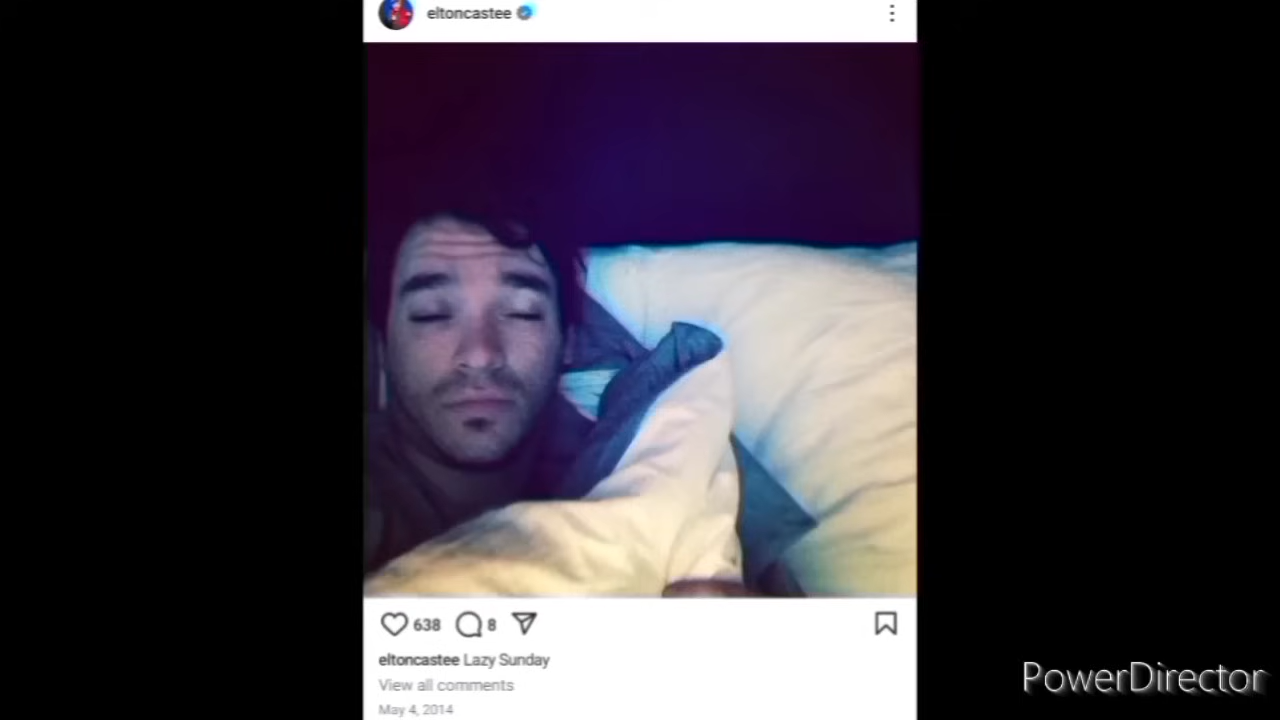 eltoncastee
638 8
eltoncastee Lazy Sunday
View all comments
May 4, 2014
PowerDirector